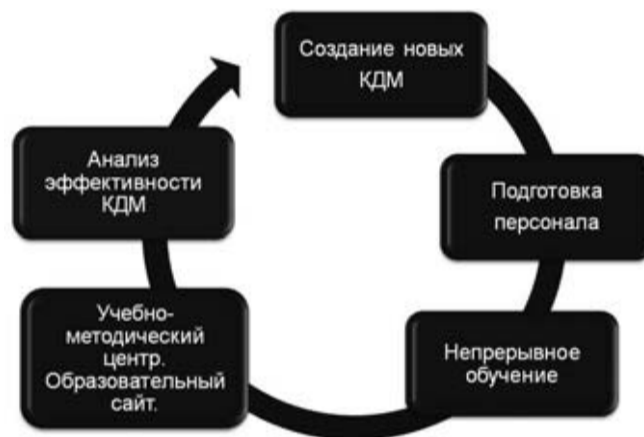 Создание новых
КДМ
Подготовка
персонала
Непрерывное
обучение
Учебно-
методический
центр.
Образовательный
сайт.
Анализ
эффективности
КДМ